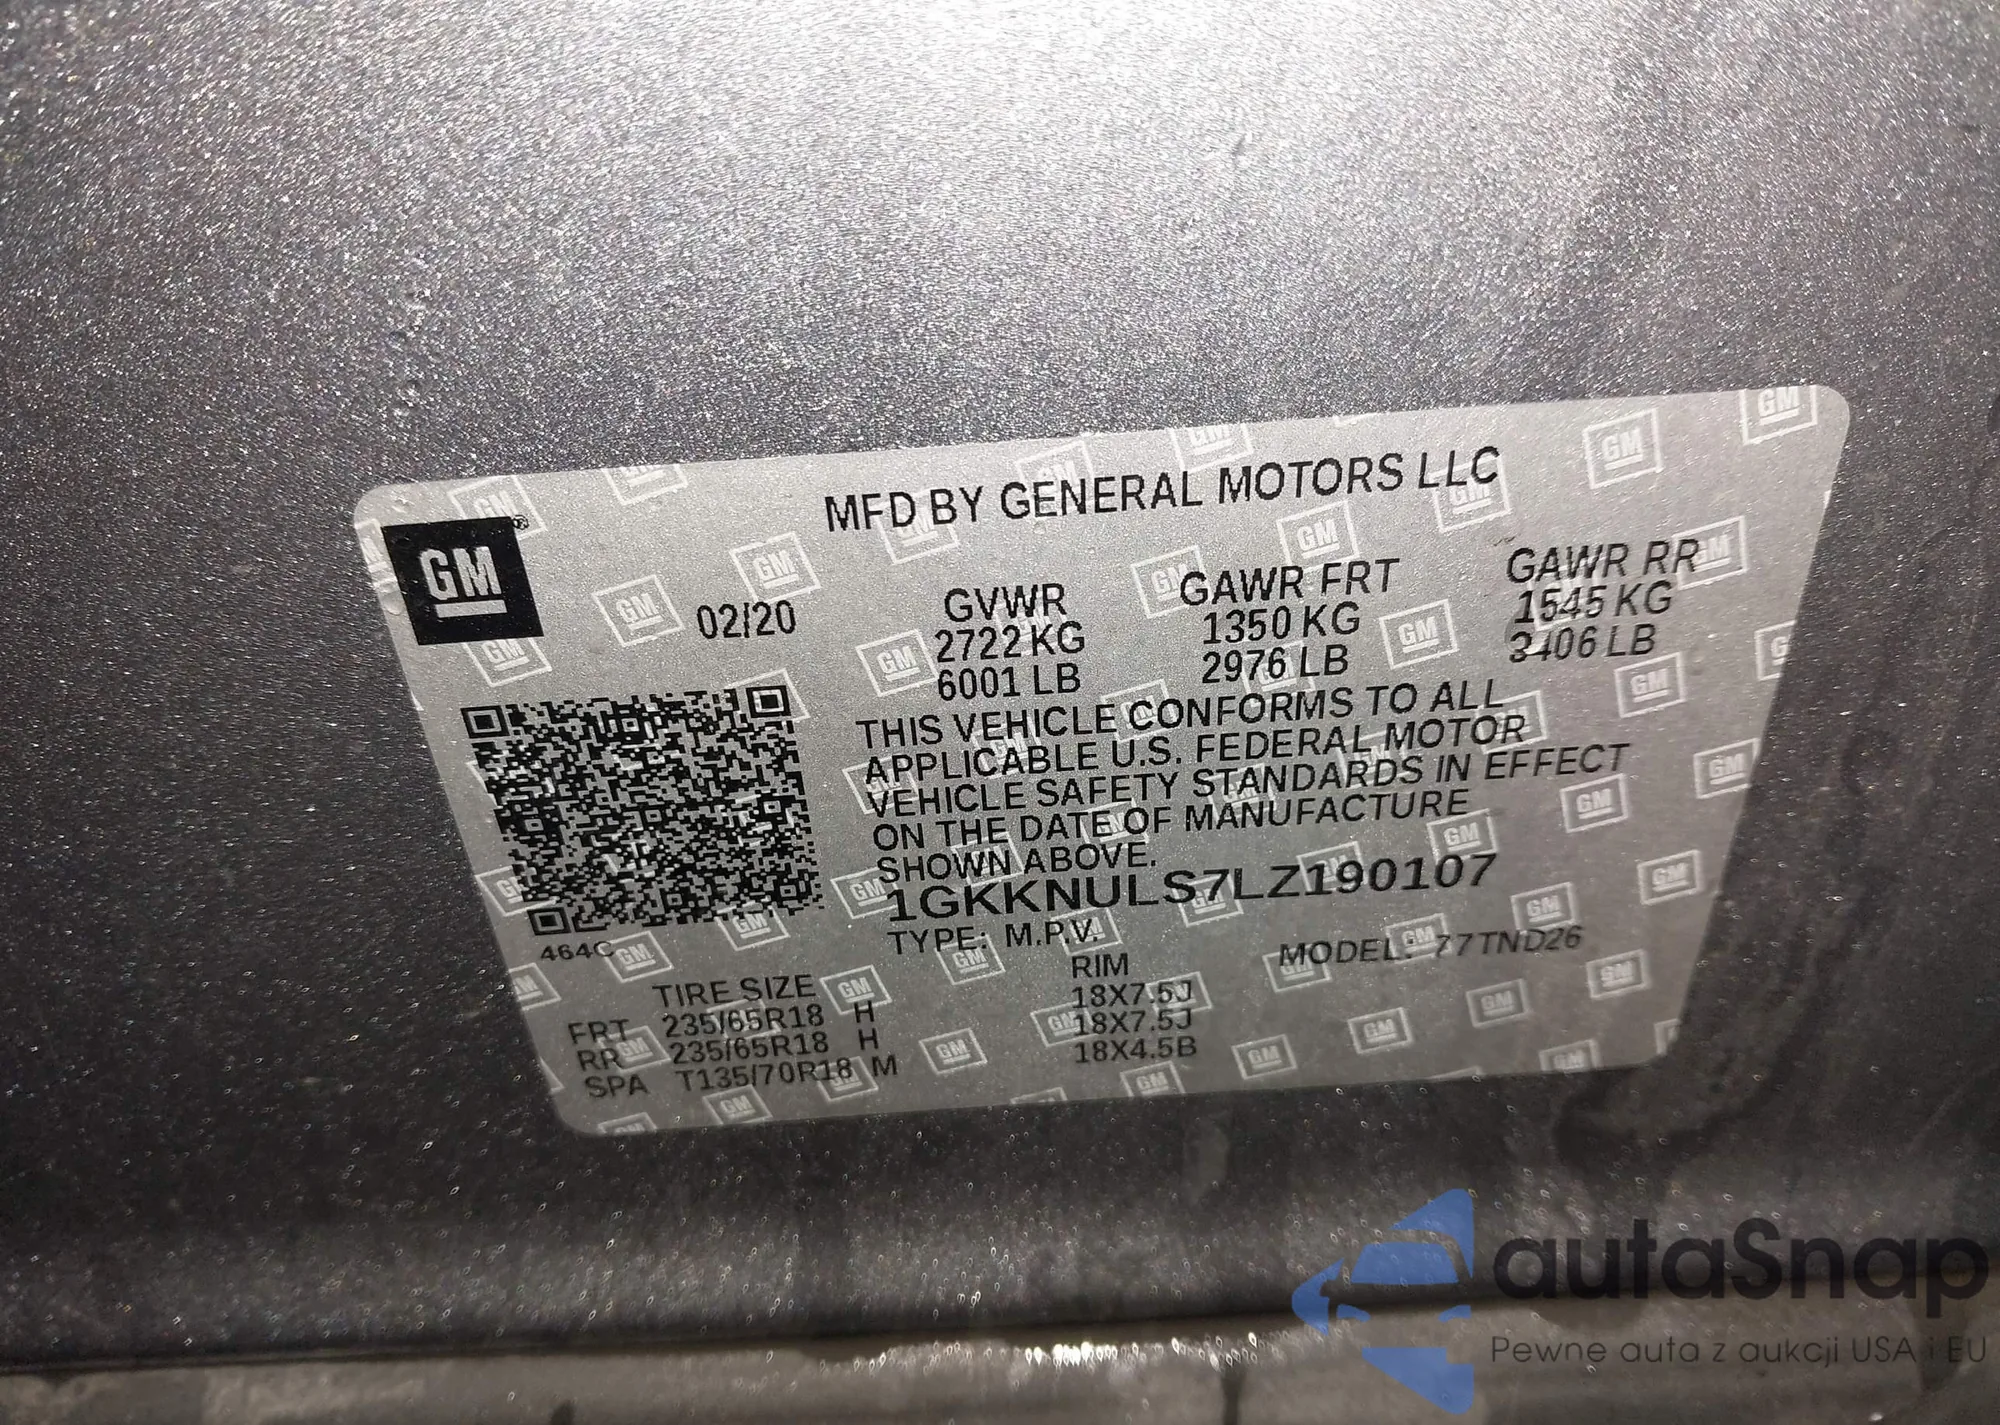 MFD BY GENERAL MOTORS LLC
GM ®
02/20
GVWR GAWR FRT GAWR RR
2722 KG 1350 KG 1545 KG
6001 LB 2976 LB 3406 LB
THIS VEHICLE CONFORMS TO ALL
APPLICABLE U.S. FEDERAL MOTOR
VEHICLE SAFETY STANDARDS IN EFFECT
ON THE DATE OF MANUFACTURE
SHOWN ABOVE.
1GKKNULS7LZ190107
TYPE: M.P.V. MODEL: 77TND26
464C
TIRE SIZE RIM
FRT 235/65R18 H 18X7.5J
RR 235/65R18 H 18X7.5J
SPA T135/70R18 M 18X4.5B
autaSnap
Pewne auta z aukcji USA i EU